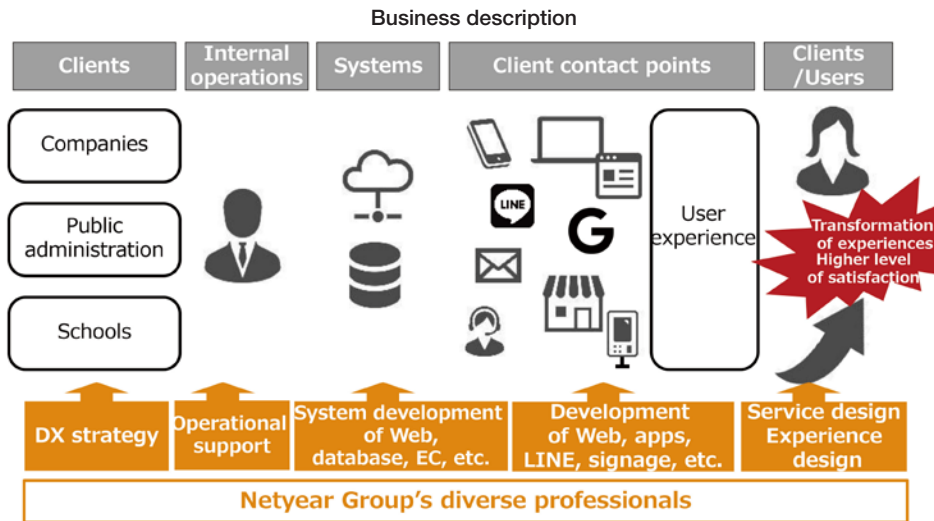 Business description
Clients
Internal
operations
Systems
Client contact points
Clients
/Users
Companies
Public
administration
Schools
LINE
G
User
experience
Transformation
of experiences
Higher level
of satisfaction
DX strategy
Operational
support
System development
of Web,
database, EC, etc.
Development
of Web, apps,
LINE, signage, etc.
Service design
Experience
design
Netyear Group's diverse professionals